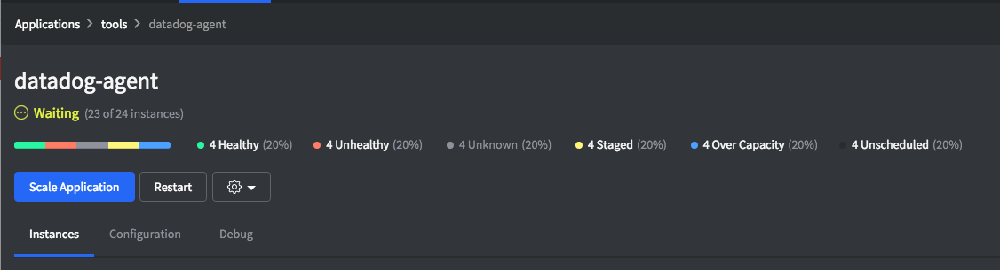 Applications > tools > datadog-agent
datadog-agent
Waiting (23 of 24 instances)
4 Healthy (20%) 4 Unhealthy (20%) 4 Unknown (20%) 4 Staged (20%) 4 Over Capacity (20%) 4 Unscheduled (20%)
Scale Application Restart
Instances Configuration Debug